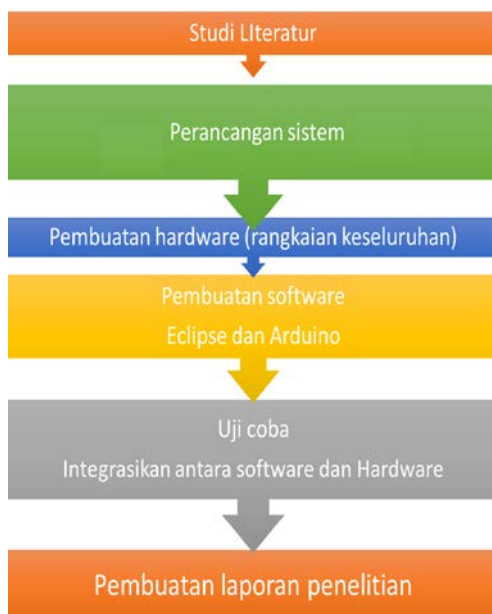 Studi LIteratur
Perancangan sistem
Pembuatan hardware (rangkaian keseluruhan)
Pembuatan software
Eclipse dan Arduino
Uji coba
Integrasikan antara software dan Hardware
Pembuatan laporan penelitian